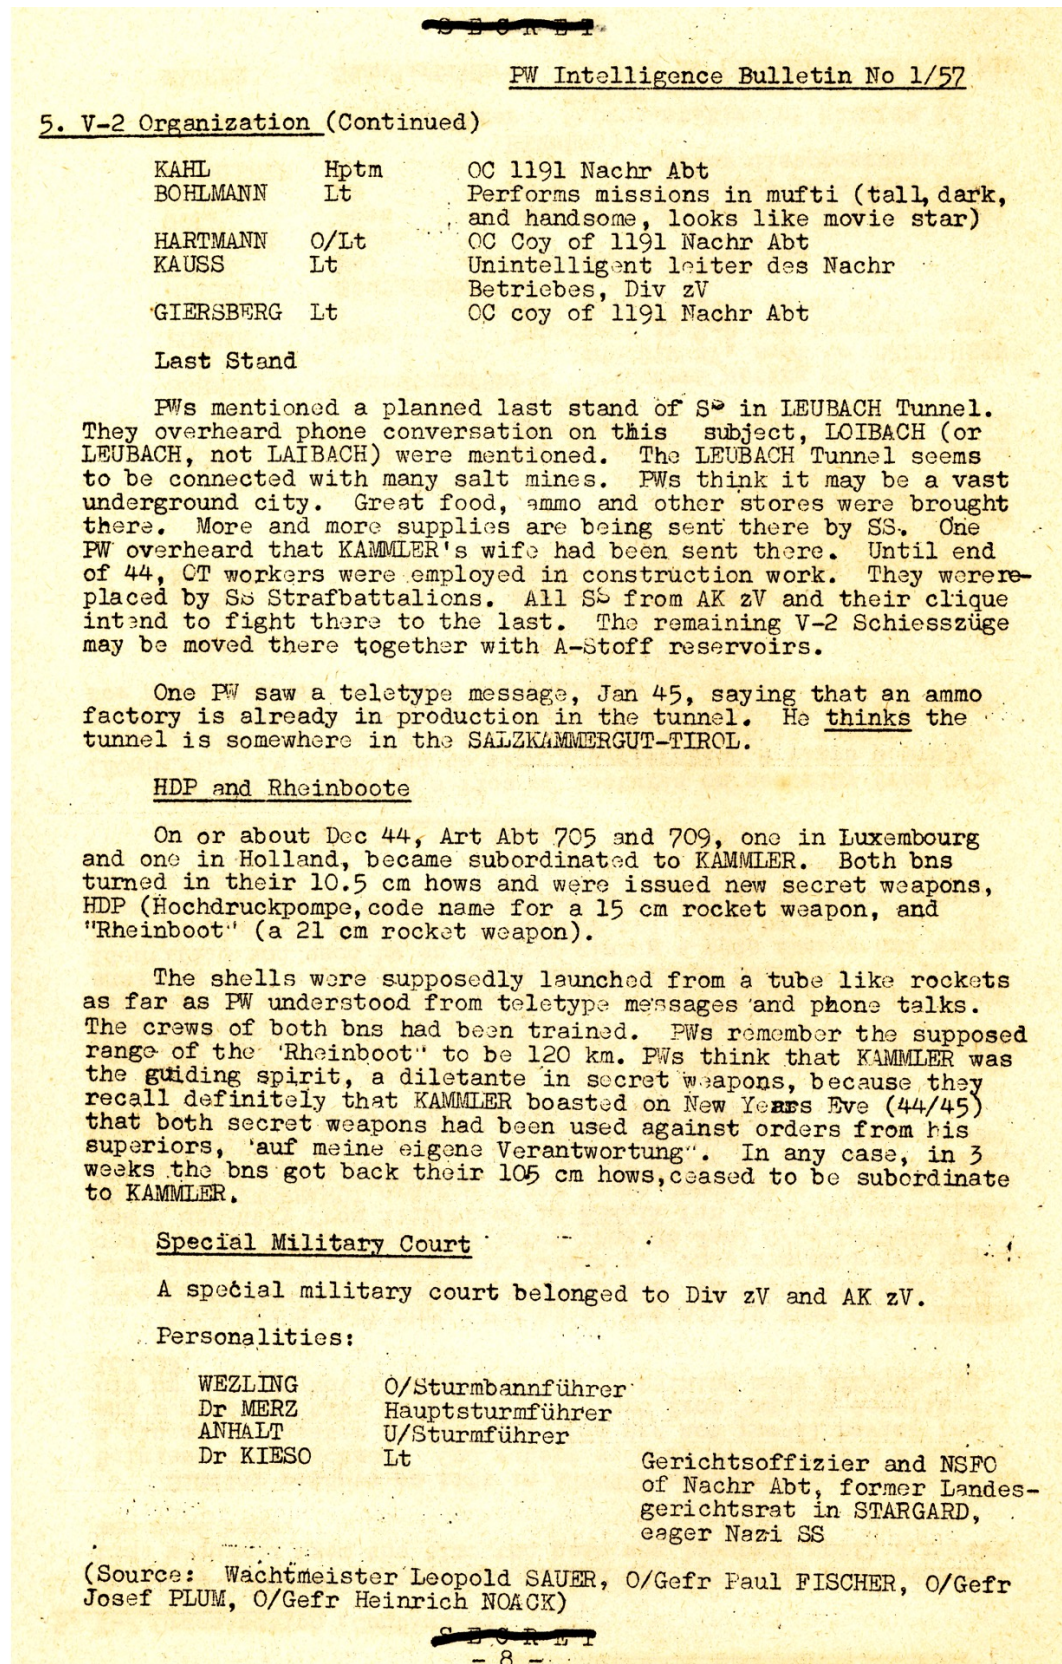 SECRET
PW Intelligence Bulletin No 1/57
5. V-2 Organization (Continued)
KAHL Hptm OC 1191 Nachr Abt
BOHLMANN Lt Performs missions in mufti (tall, dark,
and handsome, looks like movie star)
HARTMANN O/Lt OC Coy of 1191 Nachr Abt
KAUSS Lt Unintelligent leiter des Nachr
Betriebes, Div zV
GIERSBERG Lt OC coy of 1191 Nachr Abt
Last Stand
PWs mentioned a planned last stand of SS in LEUBACH Tunnel.
They overheard phone conversation on this subject, LOIBACH (or
LEUBACH, not LAIBACH) were mentioned. The LEUBACH Tunnel seems
to be connected with many salt mines. PWs think it may be a vast
underground city. Great food, ammo and other stores were brought
there. More and more supplies are being sent there by SS. One
PW overheard that KAMMLER's wife had been sent there. Until end
of 44, OT workers were employed in construction work. They werere-
placed by SS Strafbattalions. All SS from AK zV and their clique
intend to fight there to the last. The remaining V-2 Schiesszüge
may be moved there together with A-Stoff reservoirs.
One PW saw a teletype message, Jan 45, saying that an ammo
factory is already in production in the tunnel. He thinks the
tunnel is somewhere in the SALZKAMMERGUT-TIROL.
HDP and Rheinboote
On or about Dec 44, Art Abt 705 and 709, one in Luxembourg
and one in Holland, became subordinated to KAMMLER. Both bns
turned in their 10.5 cm hows and were issued new secret weapons,
HDP (Hochdruckpompe, code name for a 15 cm rocket weapon, and
"Rheinboot" (a 21 cm rocket weapon).
The shells were supposedly launched from a tube like rockets
as far as PW understood from teletype messages and phone talks.
The crews of both bns had been trained. PWs remember the supposed
range of the 'Rheinboot" to be 120 km. PWs think that KAMMLER was
the guiding spirit, a diletante in secret weapons, because they
recall definitely that KAMMLER boasted on New Years Eve (44/45)
that both secret weapons had been used against orders from his
superiors, 'auf meine eigene Verantwortung". In any case, in 3
weeks the bns got back their 105 cm hows, ceased to be subordinate
to KAMMLER.
Special Military Court
A special military court belonged to Div zV and AK zV.
Personalities:
WEZLING O/Sturmbannführer
Dr MERZ Hauptsturmführer
ANHALT U/Sturmführer
Dr KIESO Lt Gerichtsoffizier and NSFO
of Nachr Abt, former Landes-
gerichtsrat in STARGARD,
eager Nazi SS
(Source: Wachtmeister Leopold SAUER, O/Gefr Paul FISCHER, O/Gefr
Josef PLUM, O/Gefr Heinrich NOACK)
SECRET
- 8 -